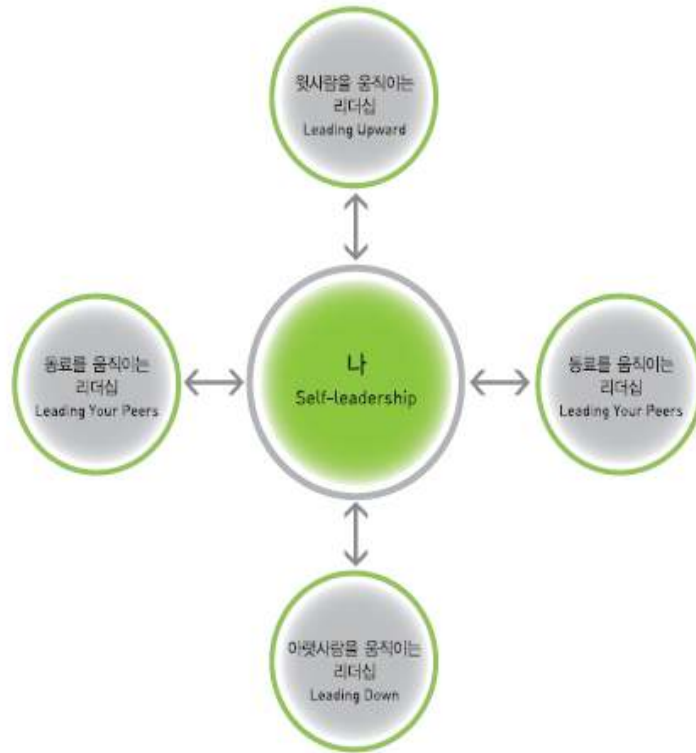 윗사람을 움직이는
리더십
Leading Upward
동료를 움직이는
리더십
Leading Your Peers
나
Self-leadership
동료를 움직이는
리더십
Leading Your Peers
아랫사람을 움직이는
리더십
Leading Down